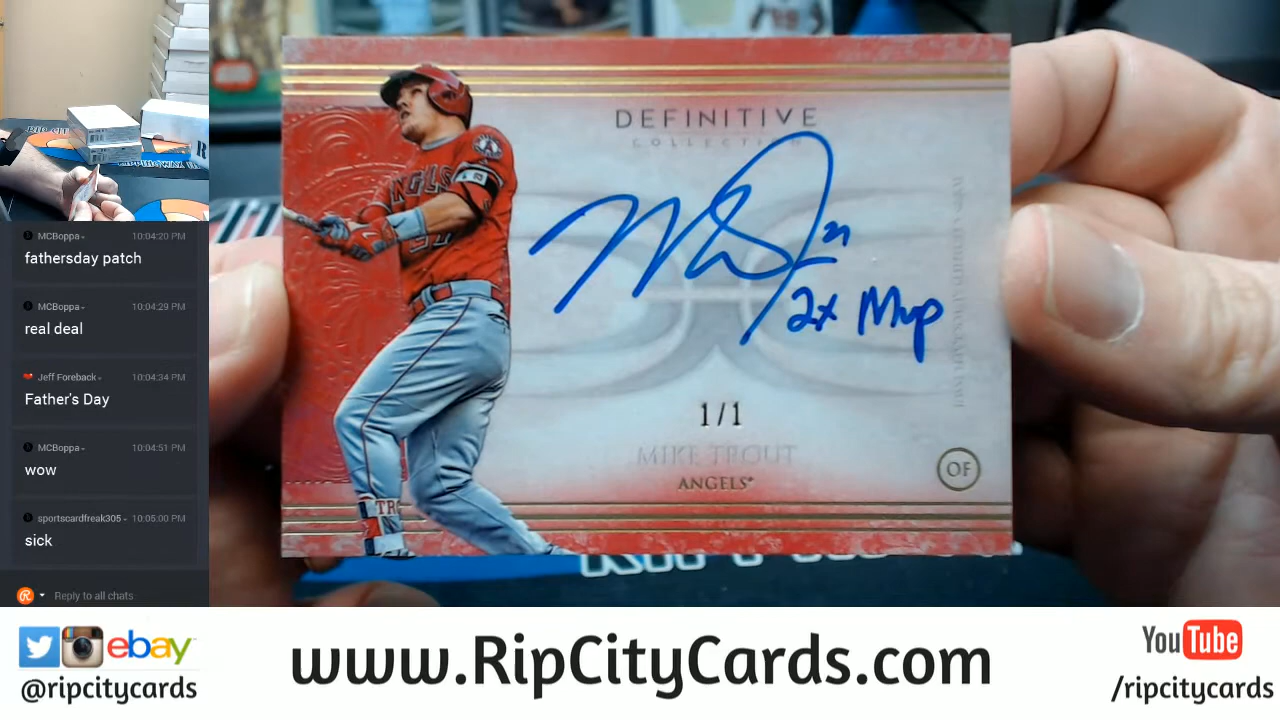 MCBoppa
10:04:20 PM
fathersday patch
MCBoppa
10:04:29 PM
real deal
Jeff Foreback
10:04:34 PM
Father's Day
MCBoppa
10:04:51 PM
wow
sportscardfreak305
10:05:00 PM
sick
Reply to all chats
DEFINITIVE
COLLECTION
ANGELS
2x MVP
1/1
MIKE TROUT
ANGELS
OF
ebay
@ripcitycards
www.RipCityCards.com
YouTube
/ripcitycards